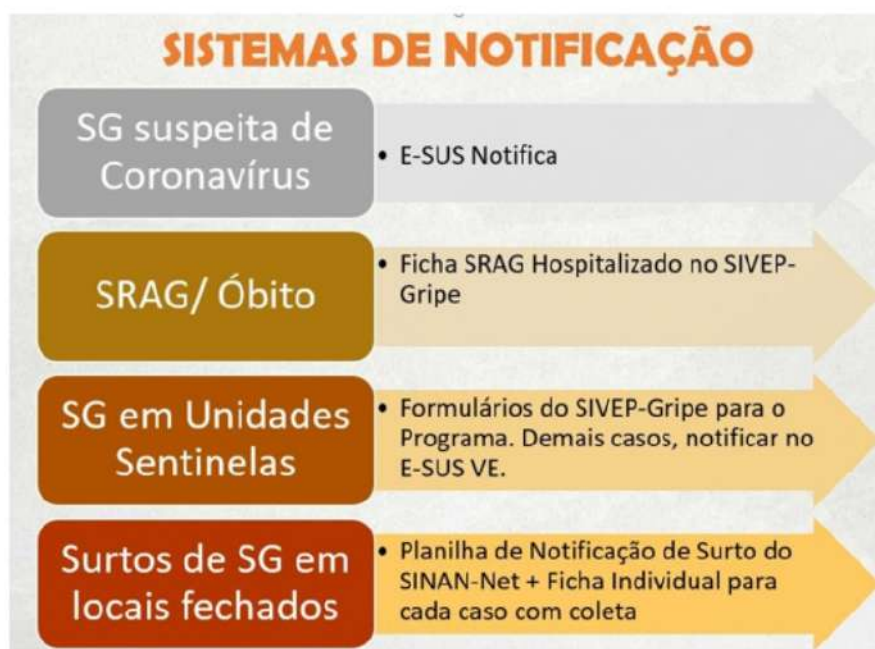 SISTEMAS DE NOTIFICAÇÃO
SG suspeita de
Coronavírus
• E-SUS Notifica
SRAG/ Óbito
• Ficha SRAG Hospitalizado no SIVEP-
Gripe
SG em Unidades
Sentinelas
• Formulários do SIVEP-Gripe para o
Programa. Demais casos, notificar no
E-SUS VE.
Surtos de SG em
locais fechados
• Planilha de Notificação de Surto do
SINAN-Net + Ficha Individual para
cada caso com coleta